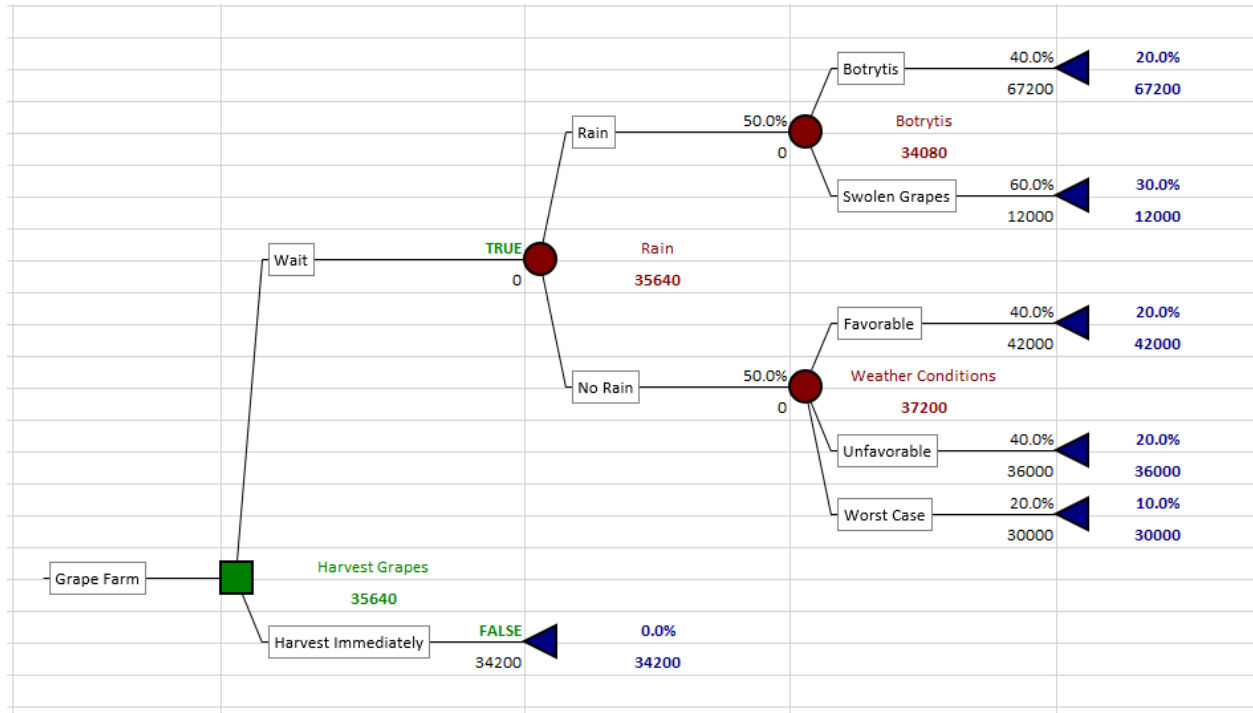 40.0% 20.0%
Botrytis
67200 67200
50.0% Botrytis
Rain
0 34080
60.0% 30.0%
Swolen Grapes
12000 12000
TRUE Rain
Wait
0 35640
40.0% 20.0%
Favorable
42000 42000
50.0% Weather Conditions
No Rain
0 37200
40.0% 20.0%
Unfavorable
36000 36000
20.0% 10.0%
Worst Case
30000 30000
Harvest Grapes
Grape Farm
35640
FALSE 0.0%
Harvest Immediately
34200 34200